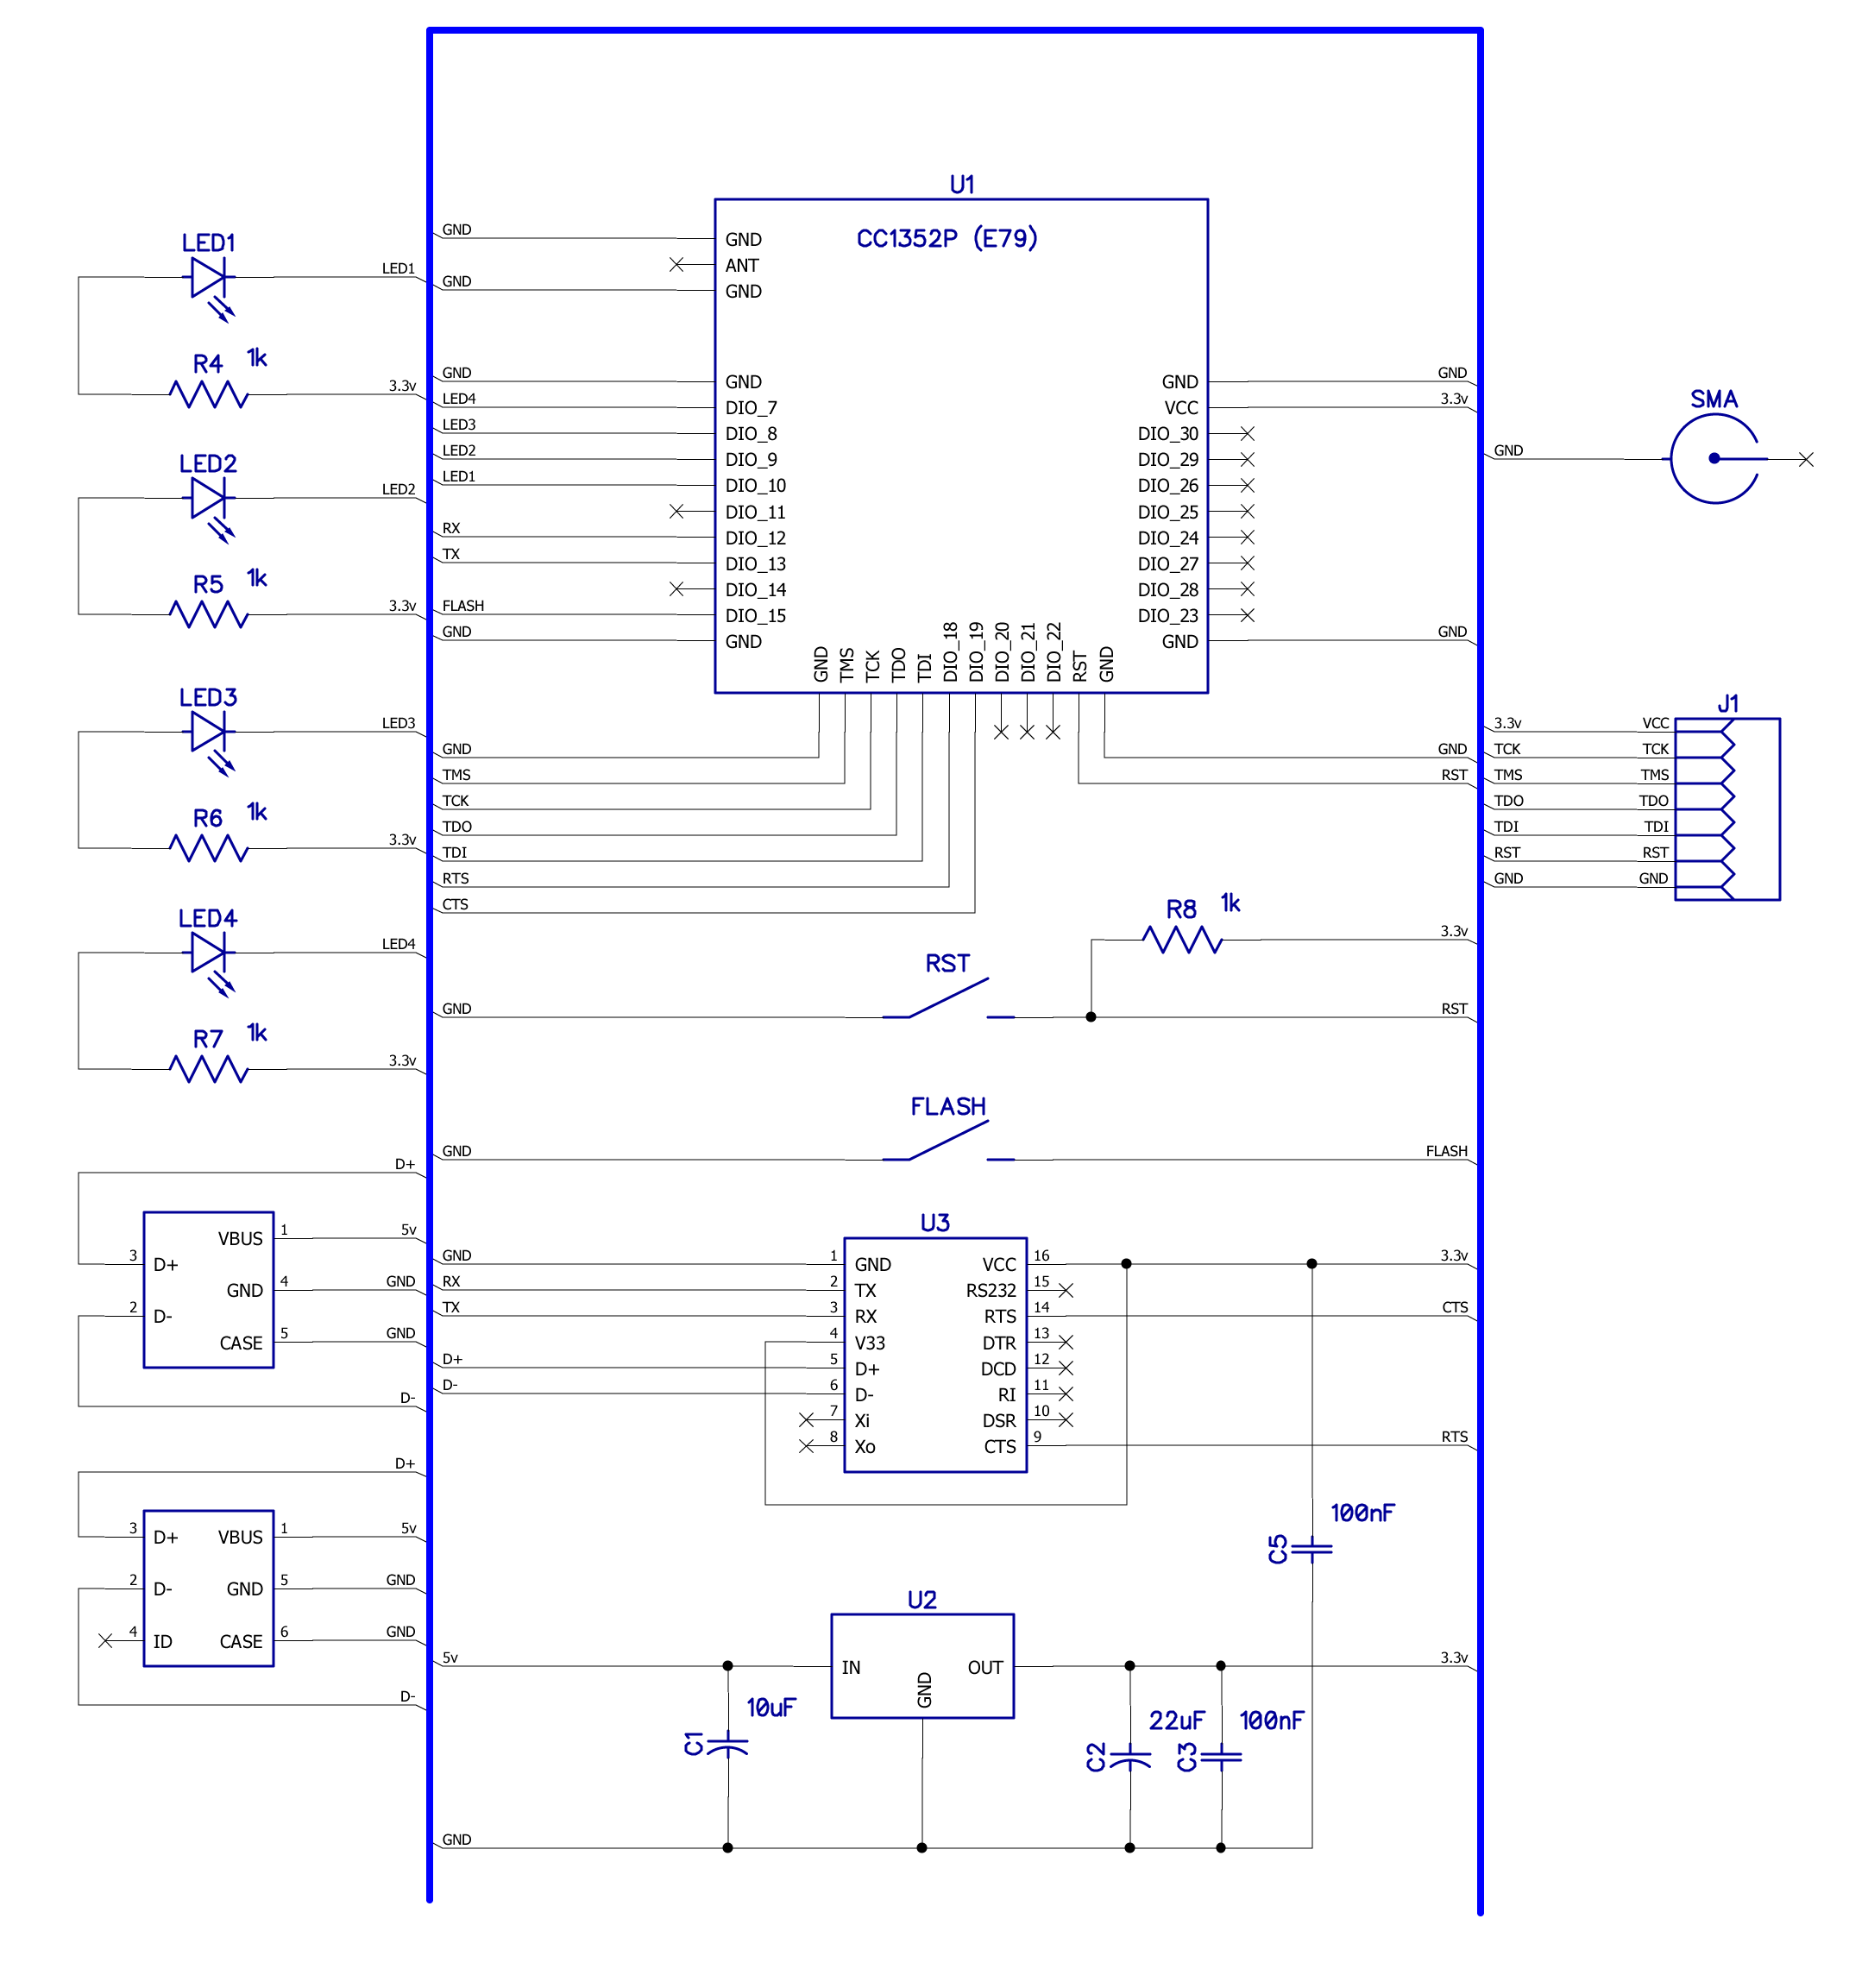 U1
CC1352P (E79)
GND
GND
ANT
GND
GND
GND
GND
LED4
DIO_7
LED3
DIO_8
LED2
DIO_9
LED1
DIO_10
DIO_11
RX
DIO_12
TX
DIO_13
DIO_14
FLASH
DIO_15
GND
GND
GND
GND
VCC
3.3v
DIO_30
DIO_29
DIO_26
DIO_25
DIO_24
DIO_27
DIO_28
DIO_23
GND
GND
GND
TMS
TCK
TDO
TDI
DIO_18
DIO_19
DIO_20
DIO_21
DIO_22
RST
GND
GND
TMS
TCK
TDO
TDI
RTS
CTS
GND
RST
LED1
LED1
R4 1k
3.3v
LED2
LED2
R5 1k
3.3v
LED3
LED3
R6 1k
3.3v
LED4
LED4
R7 1k
3.3v
SMA
GND
J1
3.3v VCC
TCK TCK
TMS TMS
TDO TDO
TDI TDI
RST RST
GND GND
R8 1k
3.3v
RST
GND
RST
FLASH
GND
FLASH
D+
VBUS 1 5v
3 D+
GND 4 GND
2 D-
CASE 5 GND
D-
D+
3 D+ VBUS 1 5v
2 D- GND 5 GND
4 ID CASE 6 GND
D-
U3
GND 1 GND VCC 16 3.3v
RX 2 TX RS232 15
TX 3 RX RTS 14 CTS
4 V33 DTR 13
D+ 5 D+ DCD 12
D- 6 D- RI 11
7 Xi DSR 10
8 Xo CTS 9 RTS
100nF
C5
U2
5v
IN
GND
OUT
3.3v
10uF
C1
22uF
C2
100nF
C3
GND